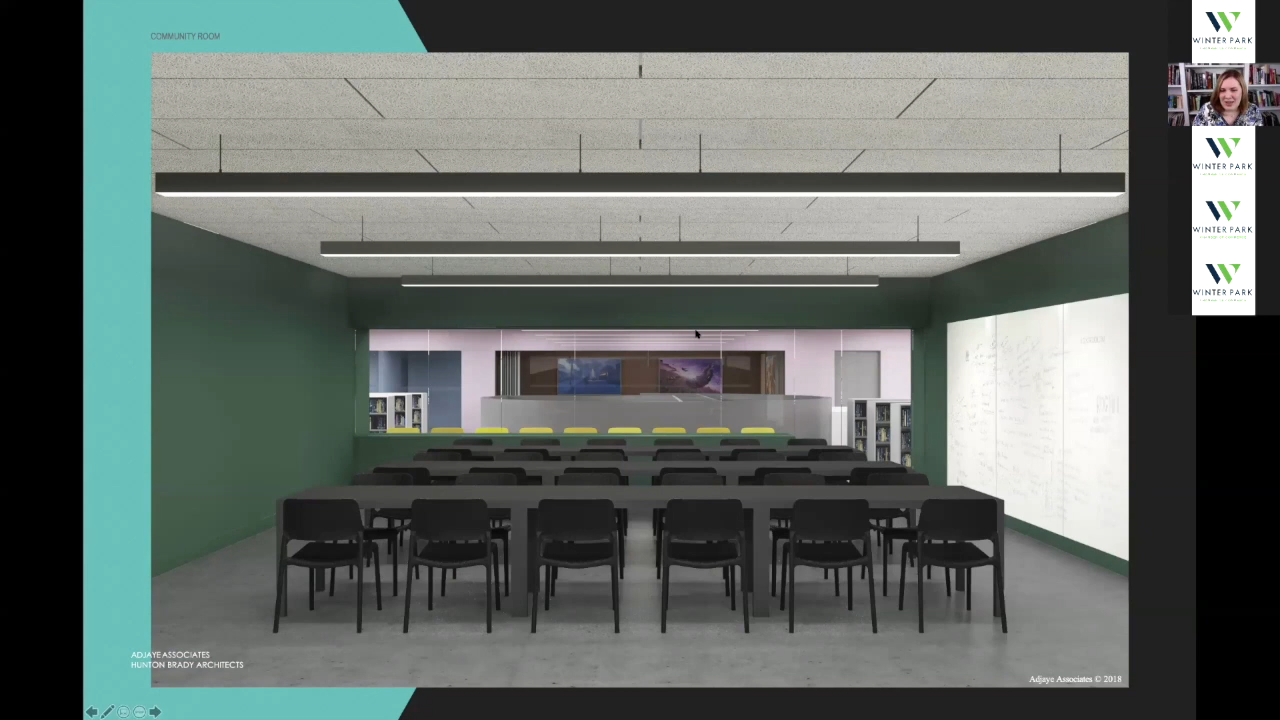 COMMUNITY ROOM
WINTER PARK
WINTER PARK
WINTER PARK
WINTER PARK
ADJAYE ASSOCIATES
HUNTON BRADY ARCHITECTS
Adjaye Associates © 2018